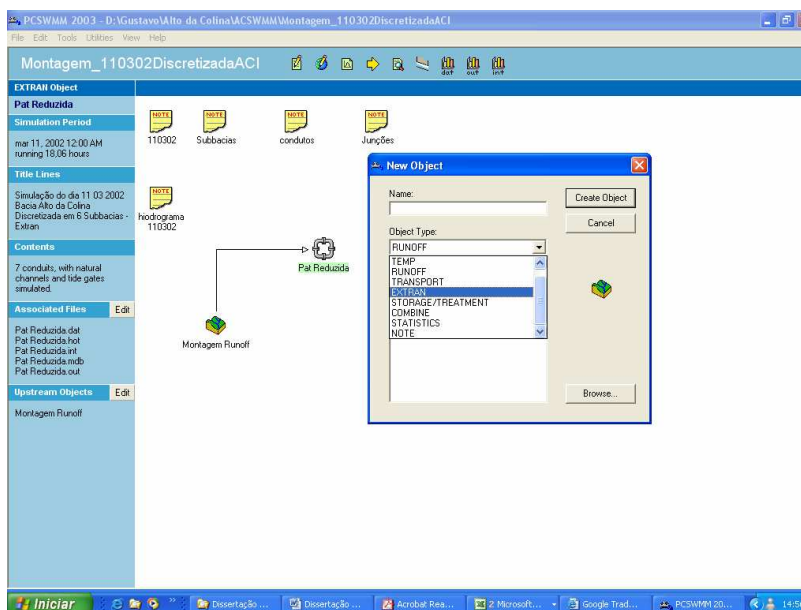 PCSWMM 2003 - D:\Gustavo\Alto da Colina\ACSWMM\Montagem_110302DiscretizadaACI
File Edit Tools Utilities View Help
Montagem_110302DiscretizadaACI
dat out int
EXTRAN Object
Pat Reduzida
Simulation Period
mar 11, 2002 12:00 AM
running 18,06 hours
Title Lines
Simulação do dia 11 03 2002
Bacia Alto da Colina
Discretizada em 6 Subbacias -
Extran
Contents
7 conduits, with natural
channels and tide gates
simulated.
Associated Files Edit
Pat Reduzida.dat
Pat Reduzida.hot
Pat Reduzida.int
Pat Reduzida.mdb
Pat Reduzida.out
Upstream Objects Edit
Montagem Runoff
NOTE
110302
NOTE
Subbacias
NOTE
condutos
NOTE
Junções
NOTE
hiodrograma
110302
Pat Reduzida
Montagem Runoff
New Object
Name:
Create Object
Cancel
Object Type:
RUNOFF
TEMP
RUNOFF
TRANSPORT
EXTRAN
STORAGE/TREATMENT
COMBINE
STATISTICS
NOTE
Browse...
Iniciar
Dissertação ...
Dissertação ...
Acrobat Rea...
2 Microsoft...
Google Trad...
PCSWMM 20...